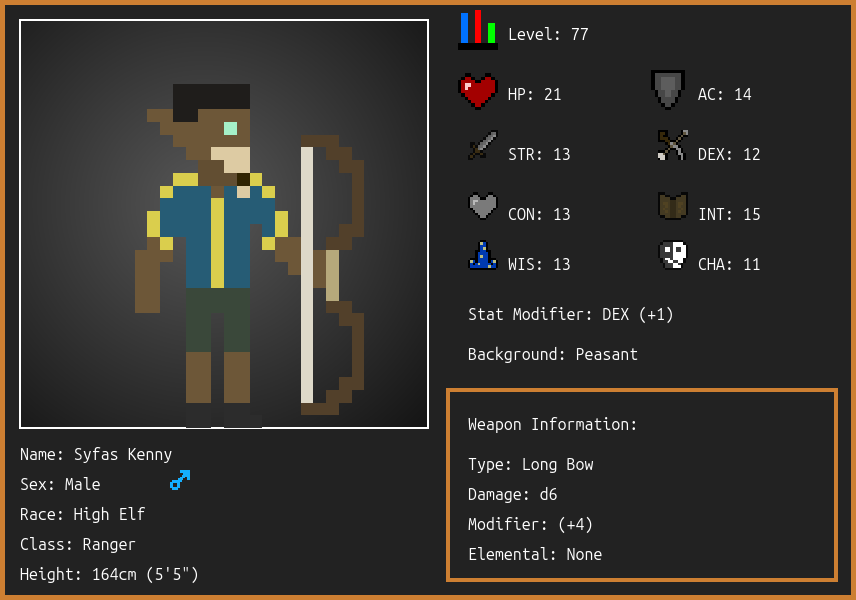 Level: 77
HP: 21
AC: 14
STR: 13
DEX: 12
CON: 13
INT: 15
WIS: 13
CHA: 11
Stat Modifier: DEX (+1)
Background: Peasant
Weapon Information:
Type: Long Bow
Damage: d6
Modifier: (+4)
Elemental: None
Name: Syfas Kenny
Sex: Male
Race: High Elf
Class: Ranger
Height: 164cm (5'5")